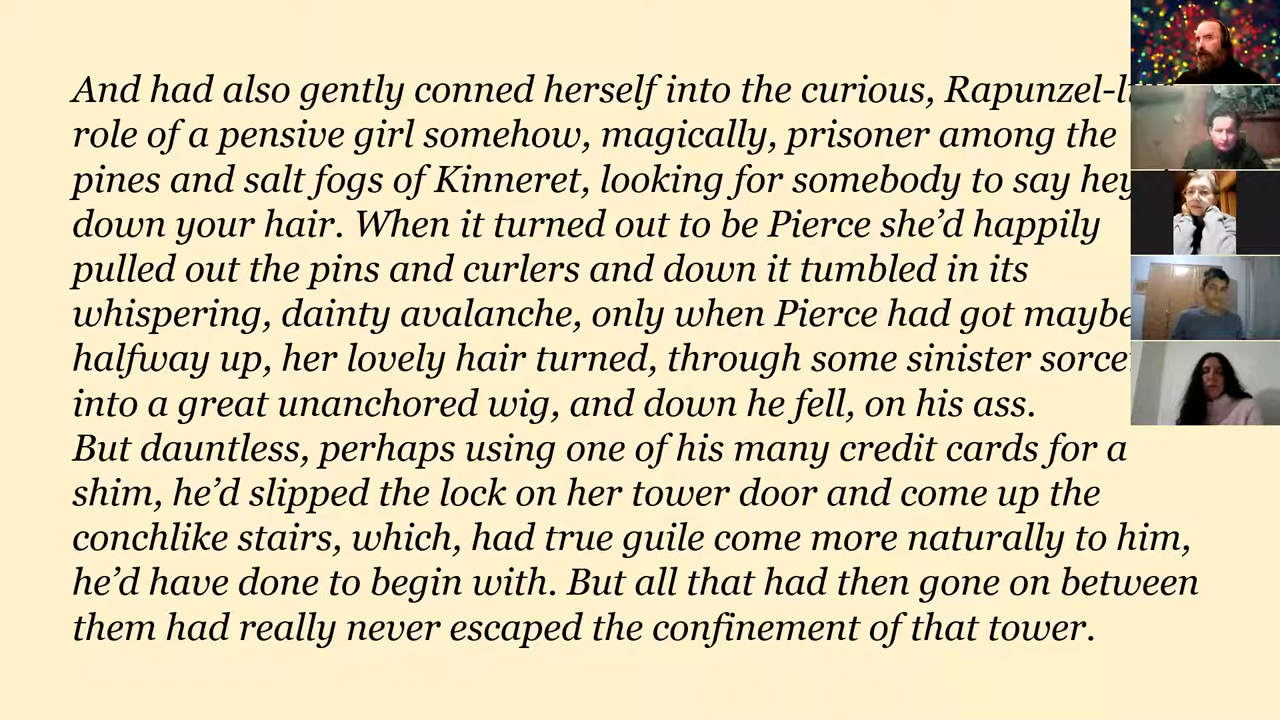 And had also gently conned herself into the curious,
role of a pensive girl somehow, magically, prisoner among the
pines and salt fogs of Kinneret, looking for somebody to say hey
down your hair. When it turned out to be Pierce she’d happily
pulled out the pins and curlers and down it tumbled in its
whispering, dainty avalanche, only when Pierce had got maybe
halfway up, her lovely hair turned, through some sinister
into a great unanchored wig, and down he fell, on his ass.
But dauntless, perhaps using one of his many credit cards for a
shim, he’d slipped the lock on her tower door and come up the
conchlike stairs, which, had true guile come more naturally to him,
he’d have done to begin with. But all that had then gone on between
them had really never escaped the confinement of that tower.